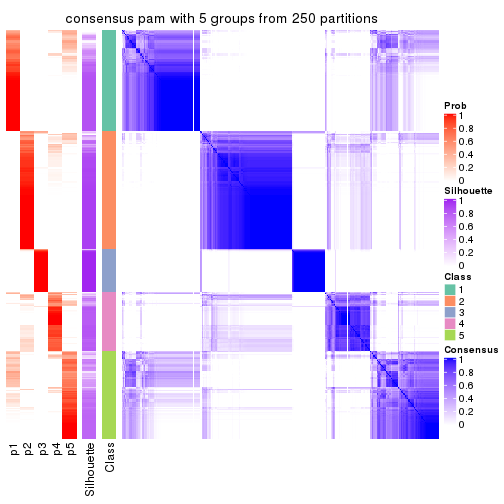 consensus pam with 5 groups from 250 partitions
Prob
1
0.8
0.6
0.4
0.2
0
Silhouette
1
0.8
0.6
0.4
0.2
0
Class
1
2
3
4
5
Consensus
1
0.8
0.6
0.4
0.2
0
p1
p2
p3
p4
p5
Silhouette
Class